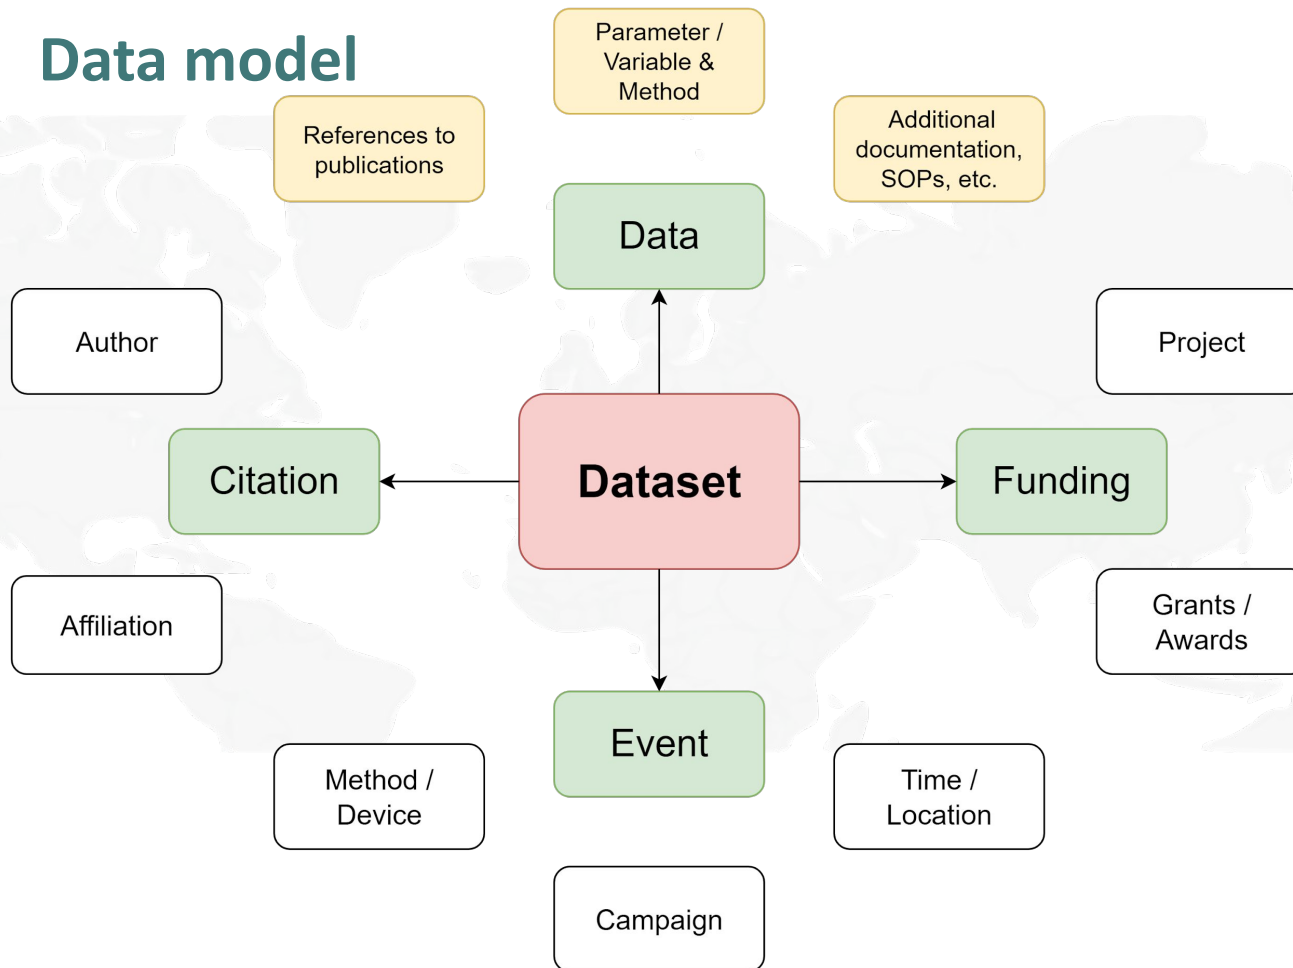 Data model
Parameter /
Variable &
Method
References to
publications
Additional
documentation,
SOPs, etc.
Data
Author
Project
Citation
Dataset
Funding
Affiliation
Grants /
Awards
Event
Method /
Device
Time /
Location
Campaign